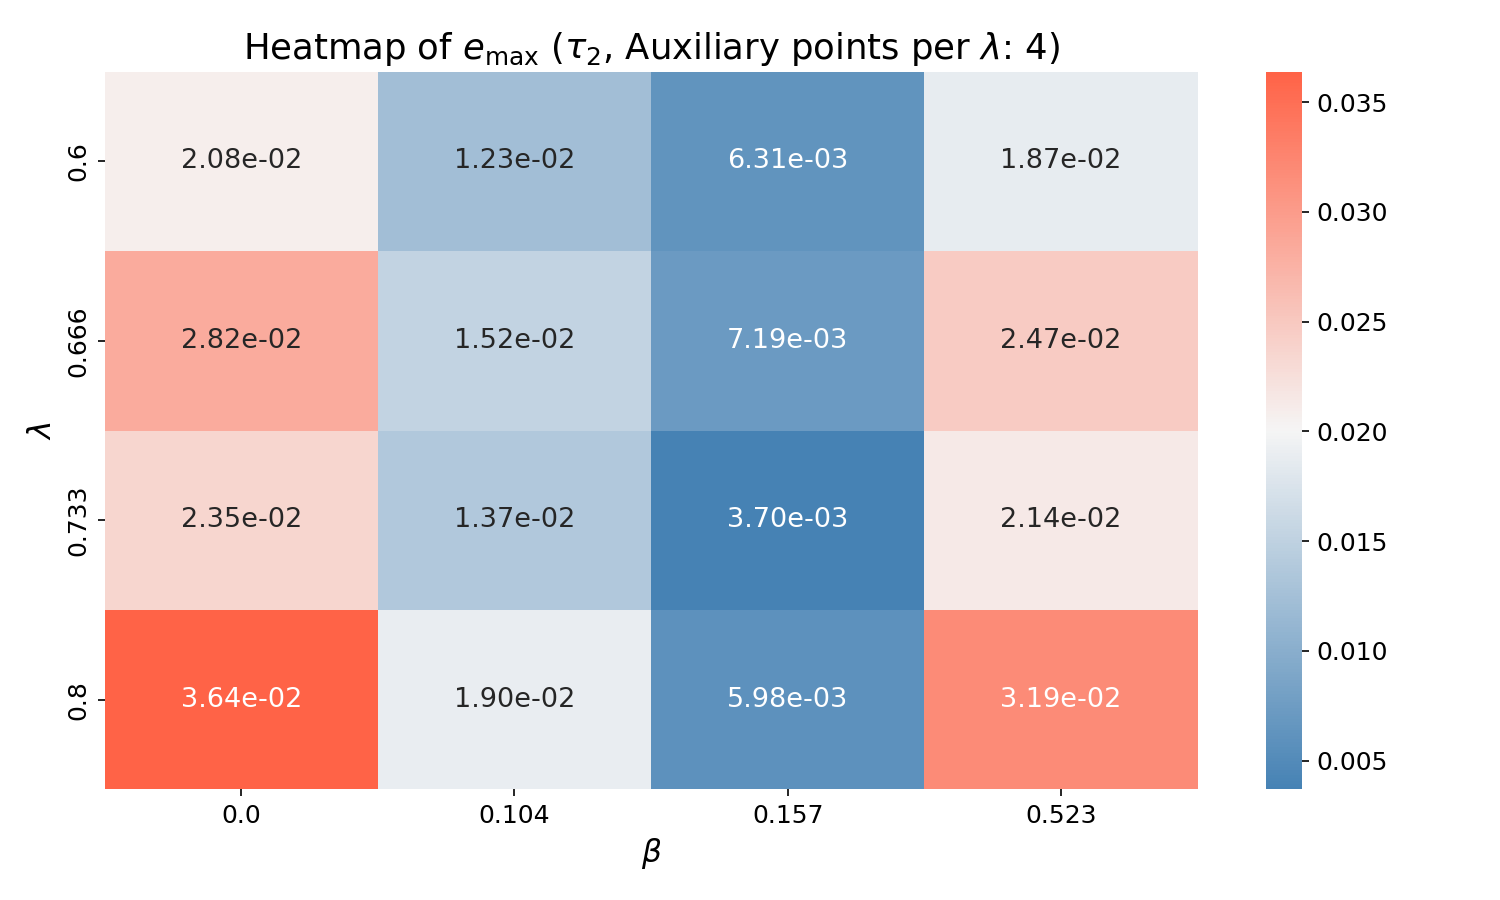 Heatmap of e_max (τ₂, Auxiliary points per λ: 4)
0.6 2.08e-02 1.23e-02 6.31e-03 1.87e-02
0.666 2.82e-02 1.52e-02 7.19e-03 2.47e-02
0.733 2.35e-02 1.37e-02 3.70e-03 2.14e-02
0.8 3.64e-02 1.90e-02 5.98e-03 3.19e-02
λ
0.0 0.104 0.157 0.523
β
0.035
0.030
0.025
0.020
0.015
0.010
0.005